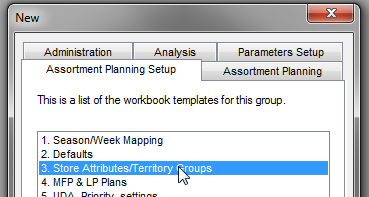 New
Administration Analysis Parameters Setup
Assortment Planning Setup Assortment Planning
This is a list of the workbook templates for this group.
1. Season/Week Mapping
2. Defaults
3. Store Attributes/Territory Groups
4. MFP & LP Plans
5. UDA, Priority, settings